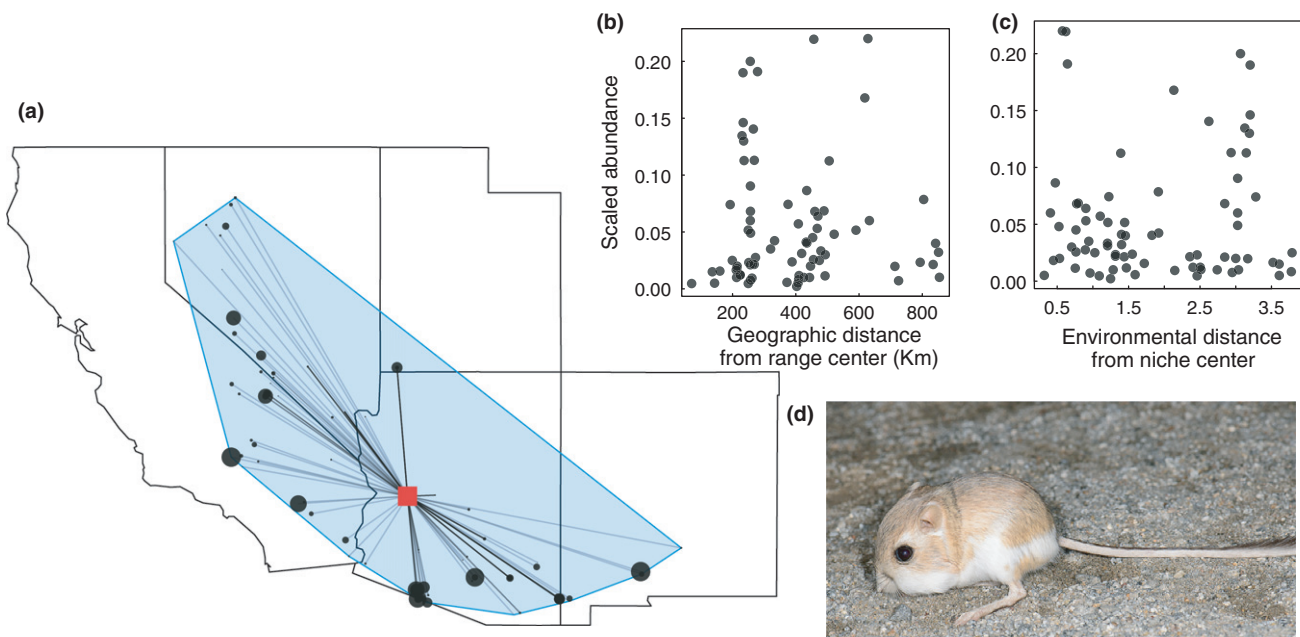 (a)
(b)
Scaled abundance
0.20
0.15
0.10
0.05
0.00
200 400 600 800
Geographic distance
from range center (Km)
(c)
0.20
0.15
0.10
0.05
0.00
0.5 1.5 2.5 3.5
Environmental distance
from niche center
(d)